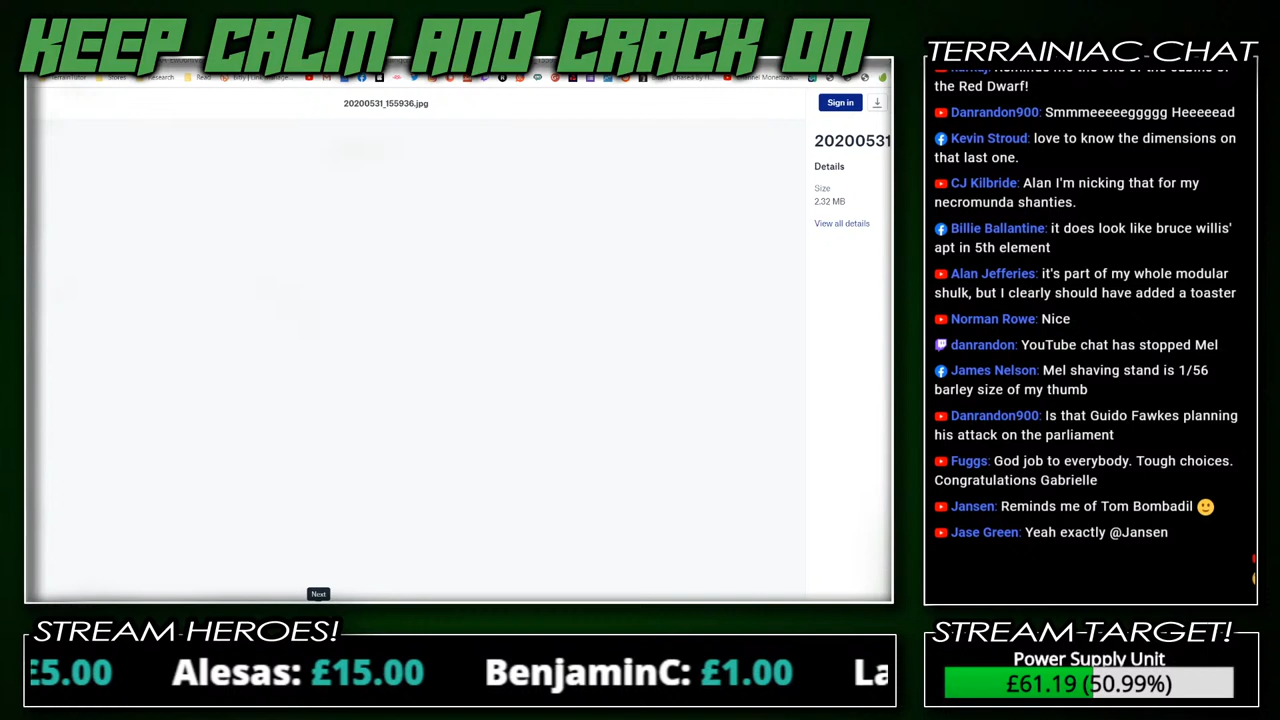 KEEP CALM AND CRACK ON
TerrainTutor Stores Research Read
20200531_155936.jpg
Sign in
20200531
Details
Size
2.32 MB
View all details
Next
TERRAINIAC CHAT
the Red Dwarf!
Danrandon900: Smmmeeeeeggggg Heeeeead
Kevin Stroud: love to know the dimensions on
that last one.
CJ Kilbride: Alan I'm nicking that for my
necromunda shanties.
Billie Ballantine: it does look like bruce willis'
apt in 5th element
Alan Jefferies: it's part of my whole modular
shulk, but I clearly should have added a toaster
Norman Rowe: Nice
danrandon: YouTube chat has stopped Mel
James Nelson: Mel shaving stand is 1/56
barley size of my thumb
Danrandon900: Is that Guido Fawkes planning
his attack on the parliament
Fuggs: God job to everybody. Tough choices.
Congratulations Gabrielle
Jansen: Reminds me of Tom Bombadil 🙂
Jase Green: Yeah exactly @Jansen
STREAM HEROES!
£5.00 Alesas: £15.00 BenjaminC: £1.00 La
STREAM TARGET!
Power Supply Unit
£61.19 (50.99%)